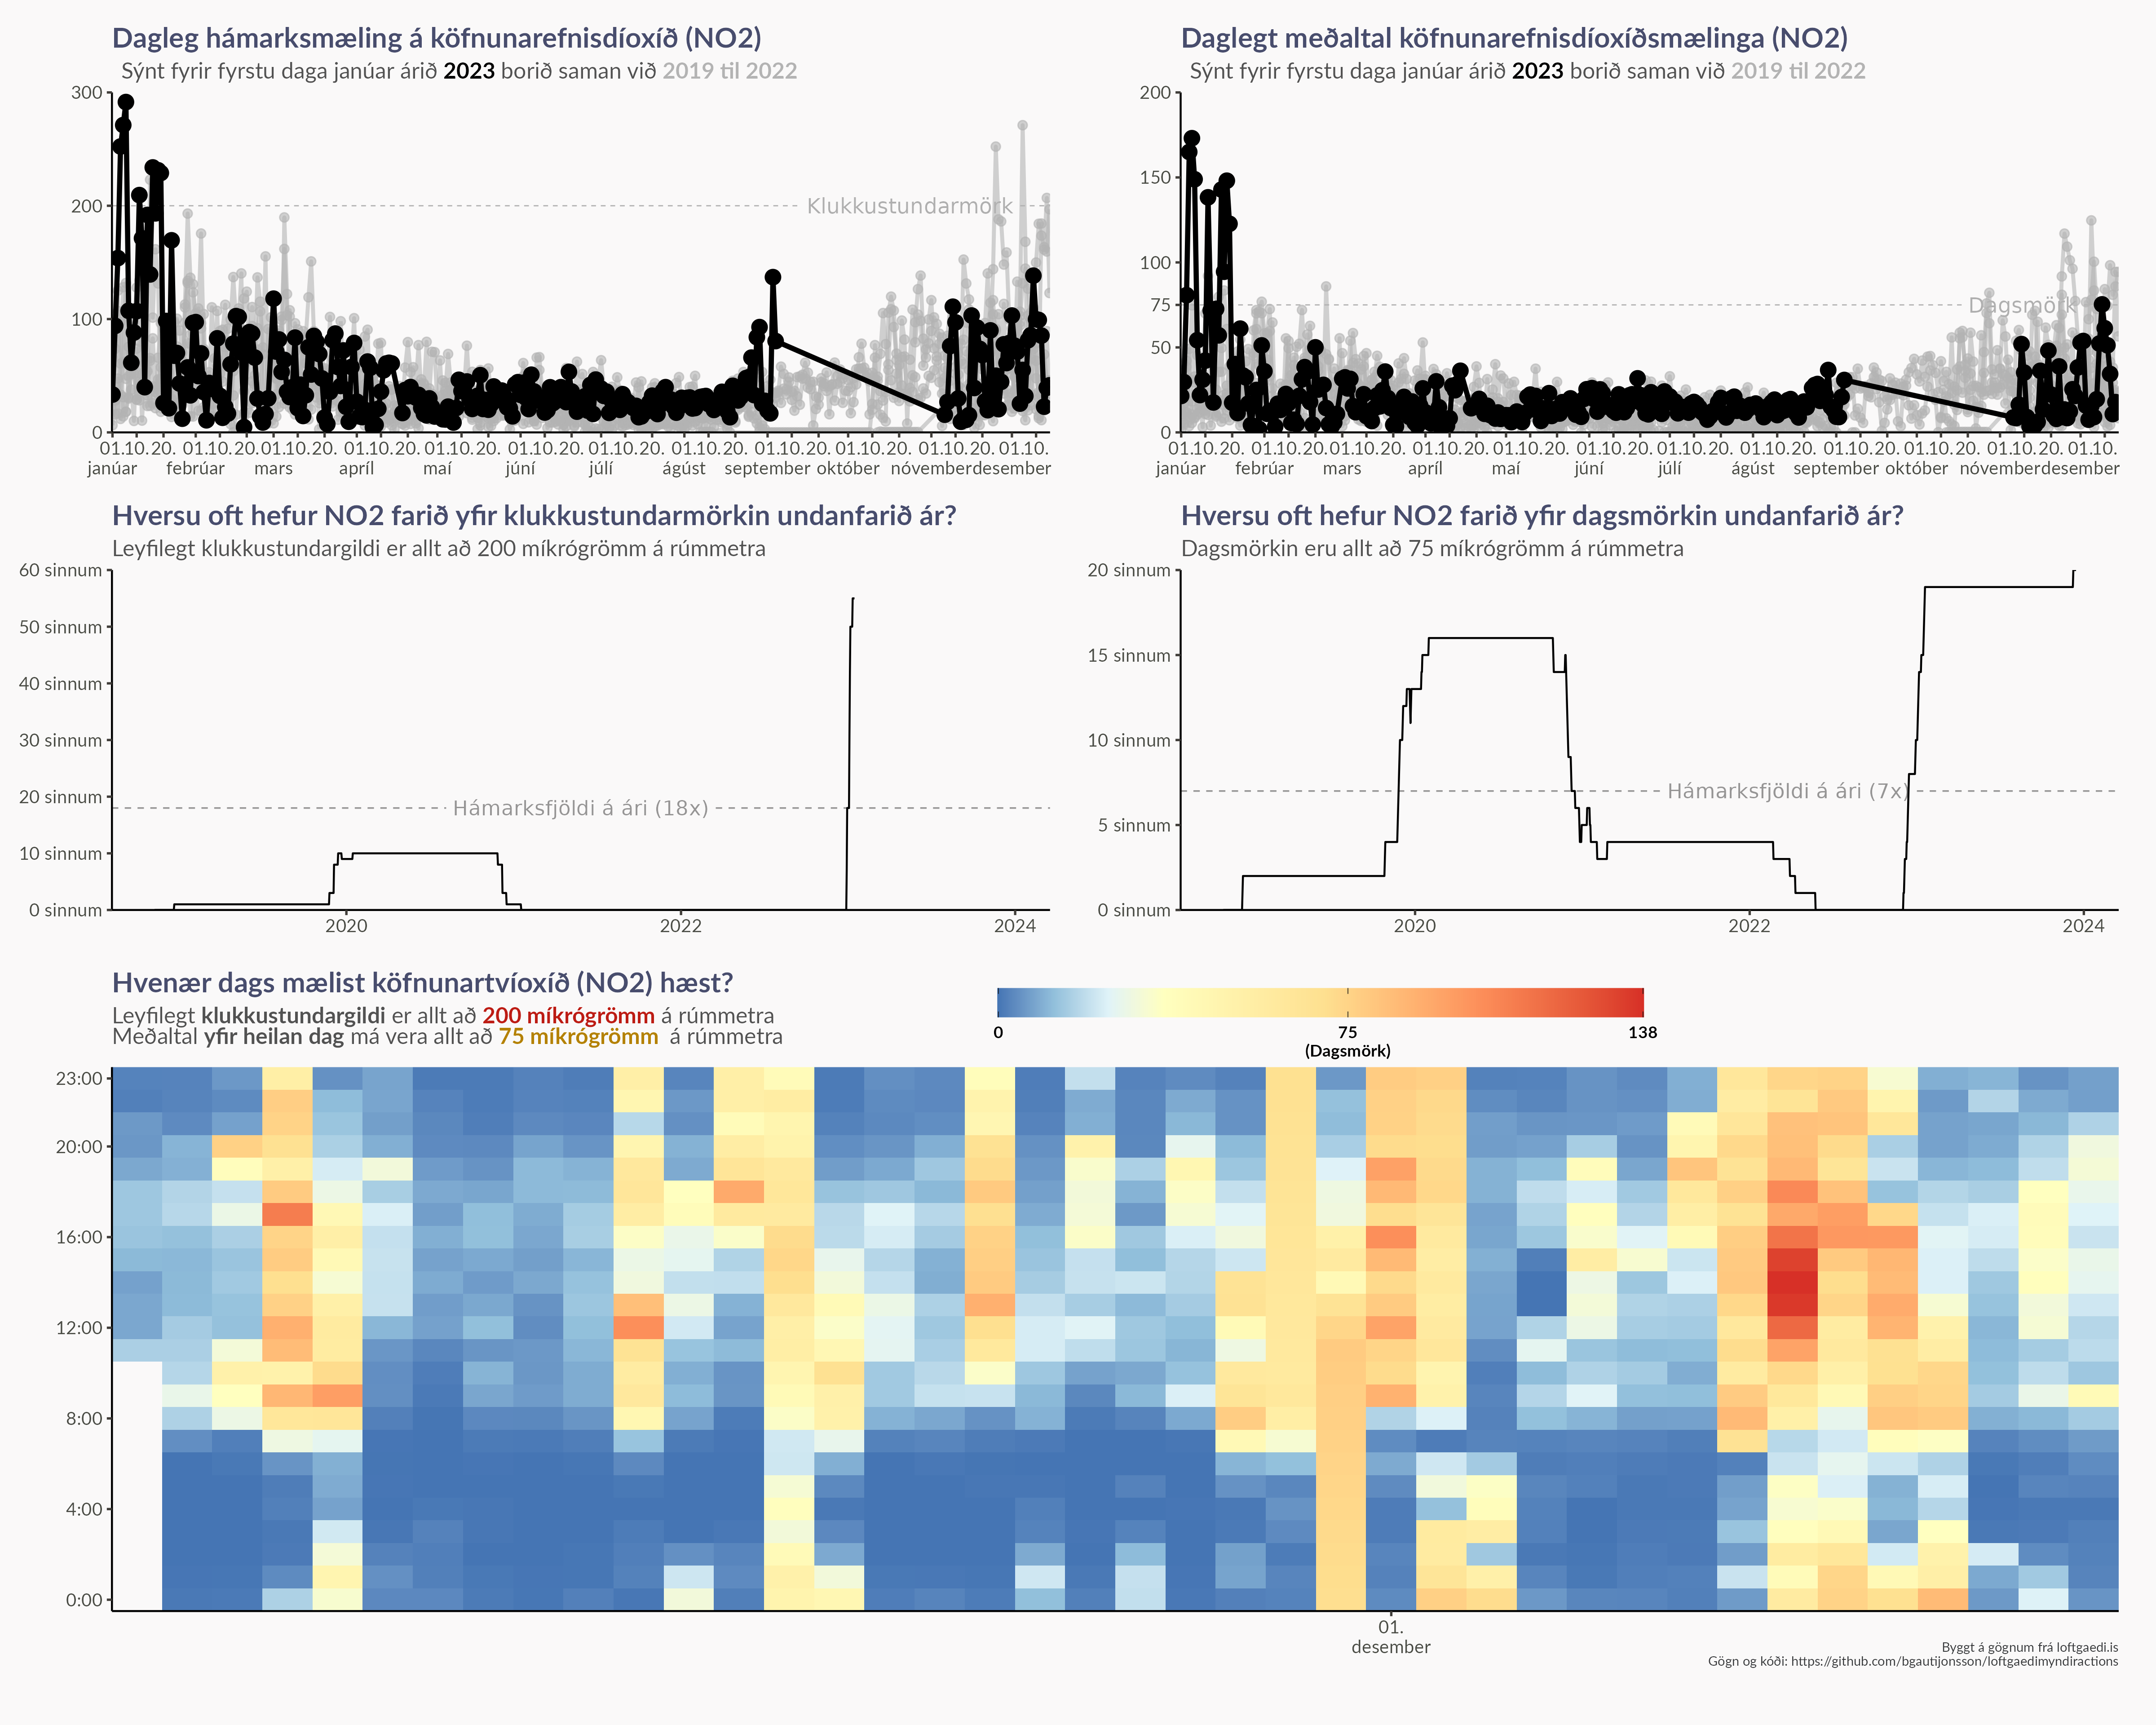 Dagleg hámarksmæling á köfnunarefnisdíoxíð (NO2)
Sýnt fyrir fyrstu daga janúar árið 2023 borið saman við 2019 til 2022
300
200
100
0
Klukkustundarmörk
01.10.20. 01.10.20. 01.10.20. 01.10.20. 01.10.20. 01.10.20. 01.10.20. 01.10.20. 01.10.20. 01.10.20. 01.10.20. 01.10.
janúar febrúar mars apríl maí júní júlí ágúst september október nóvember desember
Daglegt meðaltal köfnunarefnisdíoxíðsmælinga (NO2)
Sýnt fyrir fyrstu daga janúar árið 2023 borið saman við 2019 til 2022
200
150
100
75
50
0
Dagsmörk
01.10.20. 01.10.20. 01.10.20. 01.10.20. 01.10.20. 01.10.20. 01.10.20. 01.10.20. 01.10.20. 01.10.20. 01.10.20. 01.10.
janúar febrúar mars apríl maí júní júlí ágúst september október nóvember desember
Hversu oft hefur NO2 farið yfir klukkustundarmörkin undanfarið ár?
Leyfilegt klukkustundargildi er allt að 200 míkrógrömm á rúmmetra
60 sinnum
50 sinnum
40 sinnum
30 sinnum
20 sinnum
10 sinnum
0 sinnum
Hámarksfjöldi á ári (18x)
2020 2022 2024
Hversu oft hefur NO2 farið yfir dagsmörkin undanfarið ár?
Dagsmörkin eru allt að 75 míkrógrömm á rúmmetra
20 sinnum
15 sinnum
10 sinnum
5 sinnum
0 sinnum
Hámarksfjöldi á ári (7x)
2020 2022 2024
Hvenær dags mælist köfnunartvíoxíð (NO2) hæst?
Leyfilegt klukkustundargildi er allt að 200 míkrógrömm á rúmmetra
Meðaltal yfir heilan dag má vera allt að 75 míkrógrömm á rúmmetra
0 75 138
(Dagsmörk)
23:00
20:00
16:00
12:00
8:00
4:00
0:00
01.
desember
Byggt á gögnum frá loftgaedi.is
Gögn og kóði: https://github.com/bgautijonsson/loftgaedimyndiractions